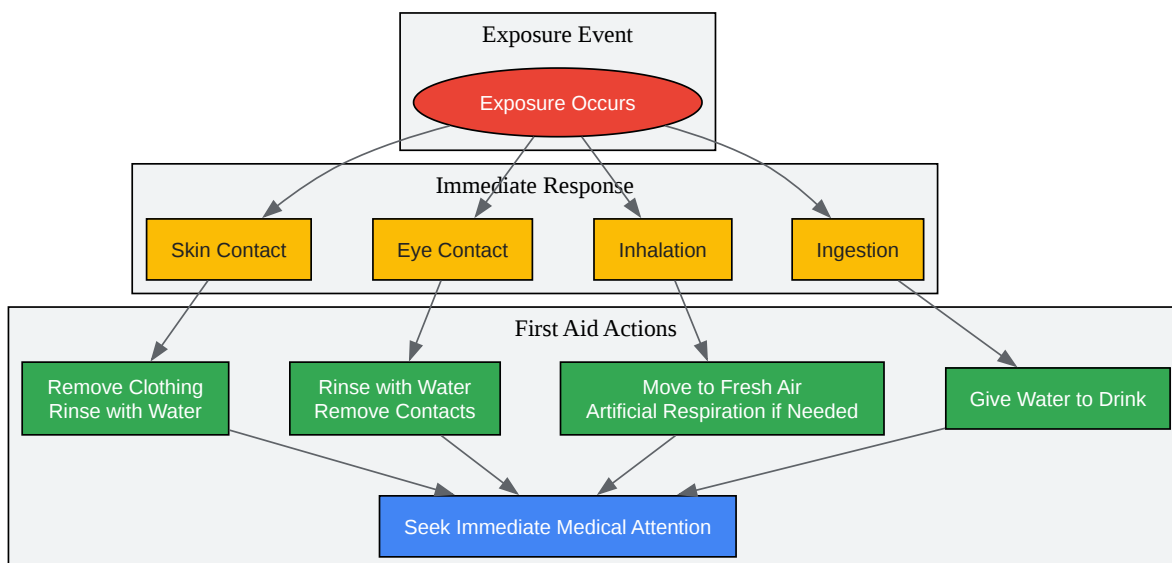 Exposure Event
Exposure Occurs
Immediate Response
Skin Contact
Eye Contact
Inhalation
Ingestion
First Aid Actions
Remove Clothing
Rinse with Water
Rinse with Water
Remove Contacts
Move to Fresh Air
Artificial Respiration if Needed
Give Water to Drink
Seek Immediate Medical Attention